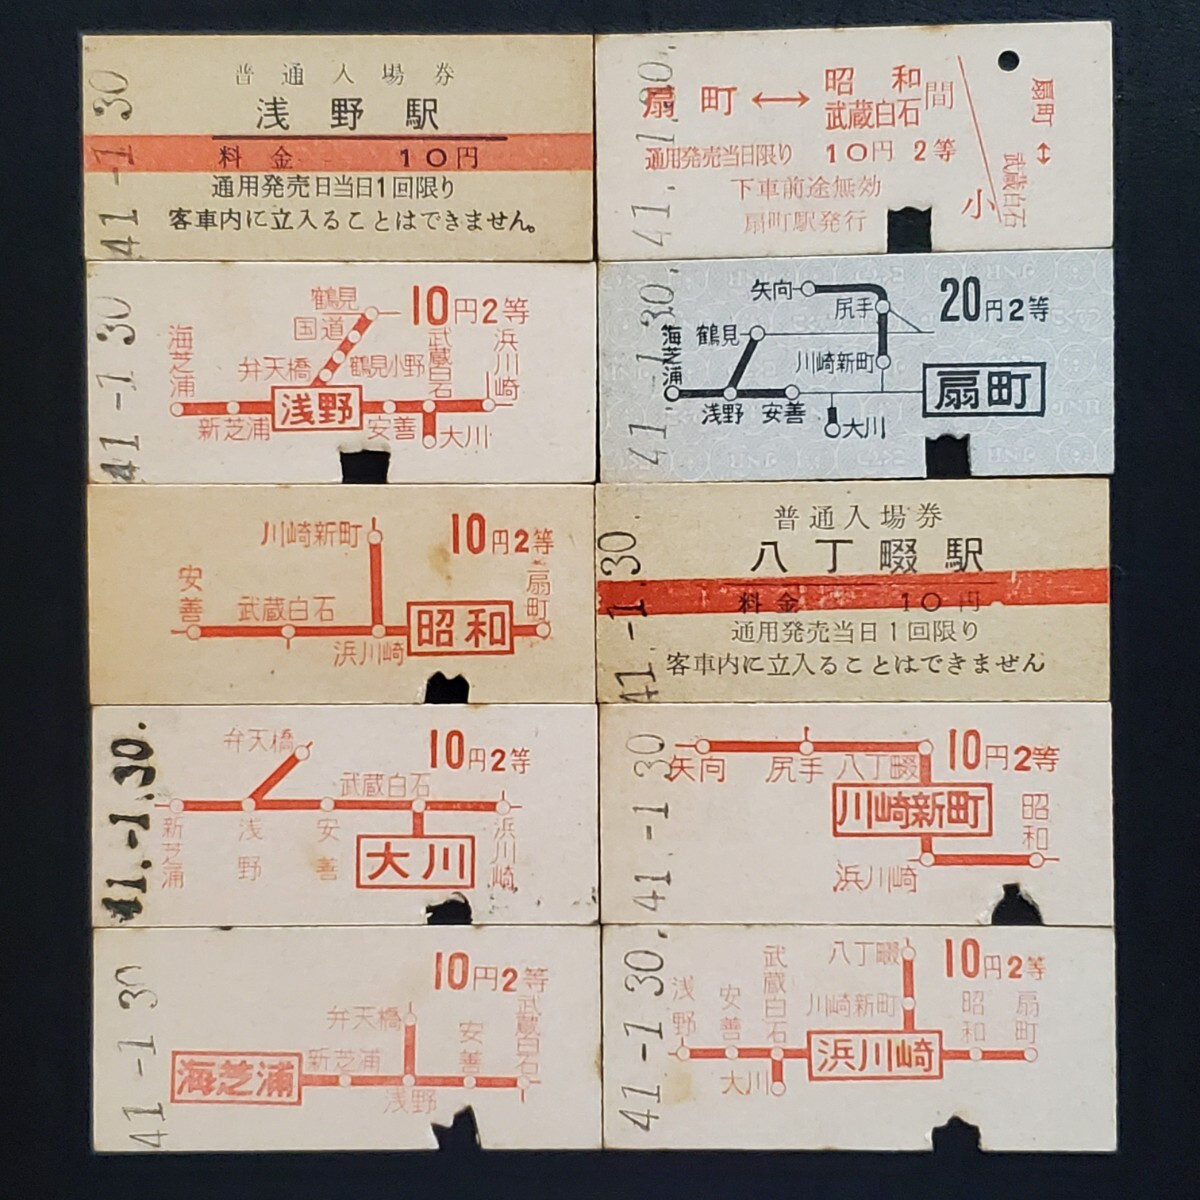 41-1.30
普通入場券
浅野駅
料金 10円
通用発売日当日1回限り
客車内に立入ることはできません。
41.-1.30.
扇町↔昭和 武蔵白石間
通用発売当日限り 10円 2等
下車前途無効
扇町駅発行
小
扇町↔武蔵白石
41-1 30
10円2等
鶴見
国道
鶴見小野
弁天橋
海芝浦
新芝浦
浅野
安善
武蔵白石
大川
浜川崎
41.-1.30.
20円2等
矢向
尻手
鶴見
川崎新町
海芝浦
浅野
安善
大川
扇町
10円2等
川崎新町
安善
武蔵白石
浜川崎
昭和
扇町
41.-1.30
普通入場券
八丁畷駅
料金 10円
通用発売当日1回限り
客車内に立入ることはできません
41.-1.30.
10円2等
弁天橋
武蔵白石
新芝浦
浅野
安善
大川
浜川崎
41.-1 30
10円2等
矢向
尻手
八丁畷
川崎新町
昭和
浜川崎
41-1 30
10円2等
弁天橋
海芝浦
新芝浦
浅野
安善
武蔵白石
41-1 30.
10円2等
八丁畷
川崎新町
浅野
安善
武蔵白石
大川
浜川崎
昭和
扇町